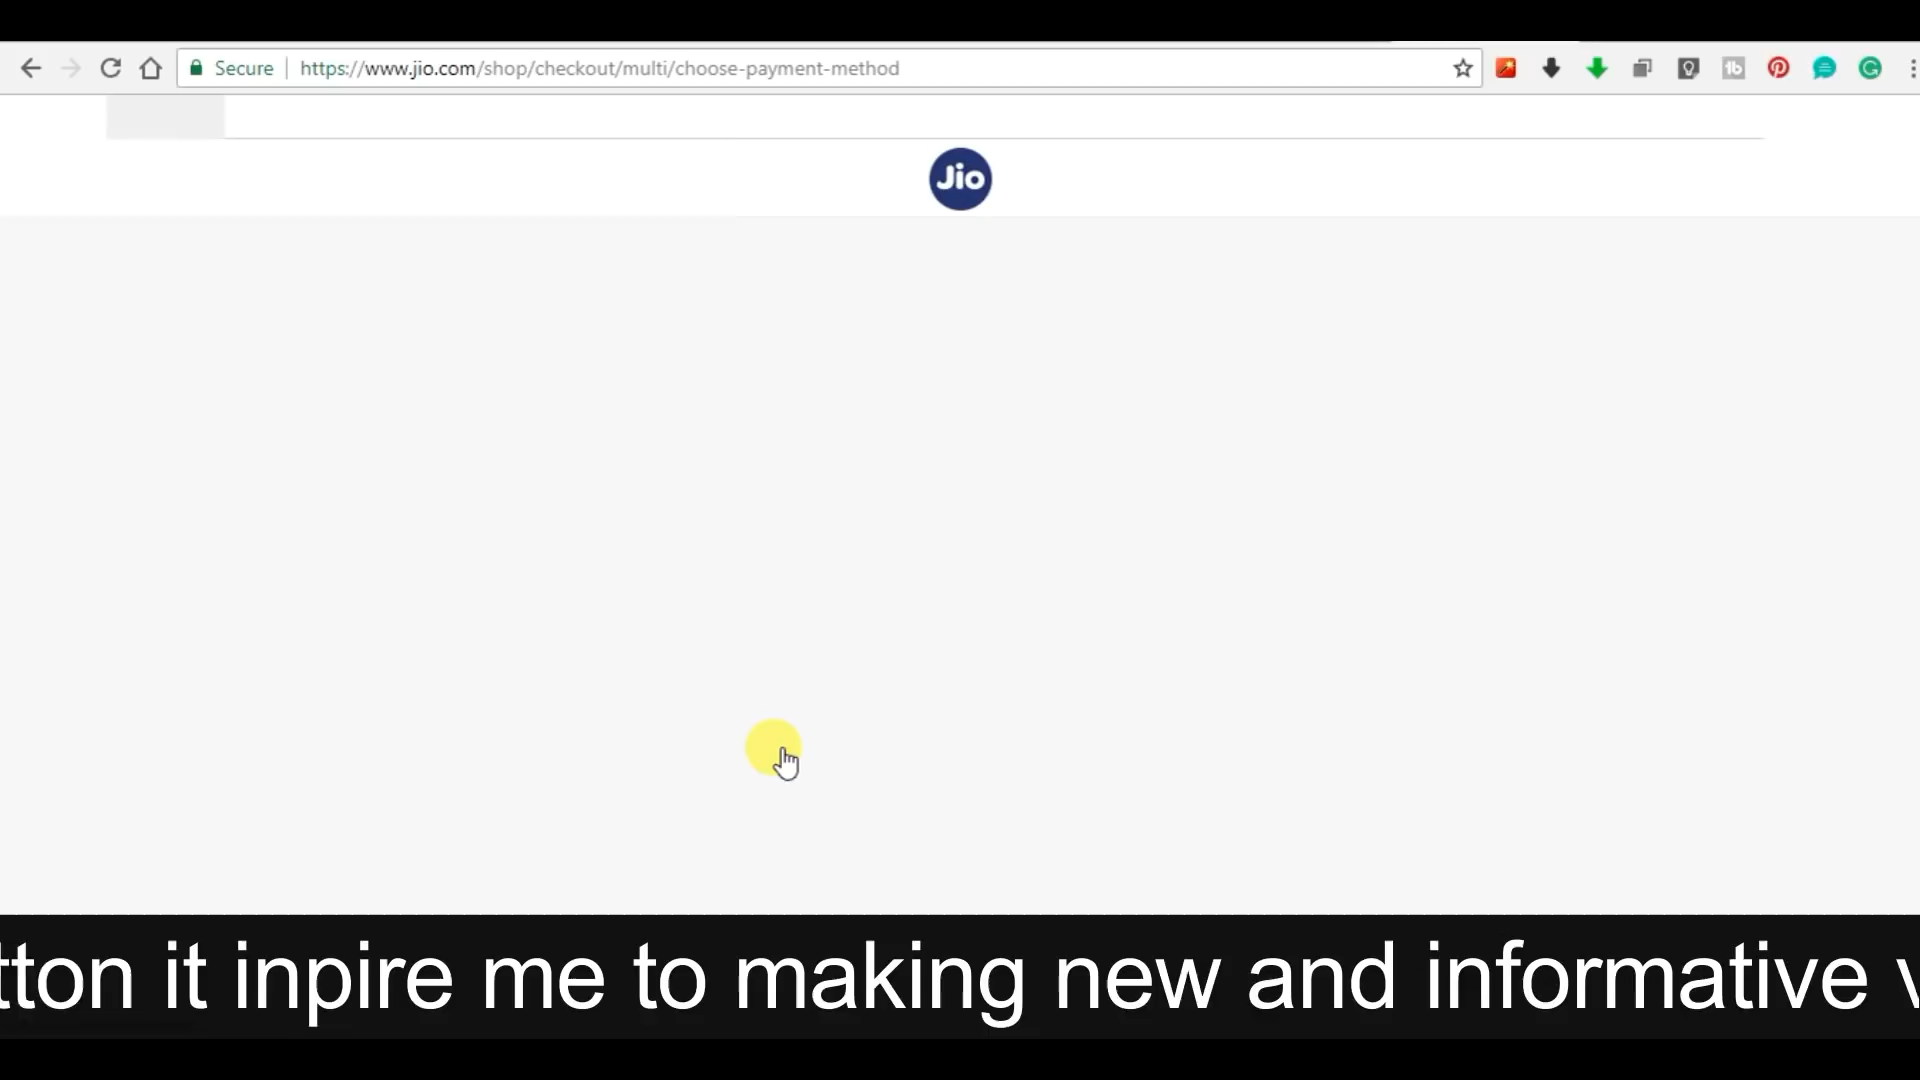 Secure https://www.jio.com/shop/checkout/multi/choose-payment-method
Jio
it inpire me to making new and informative